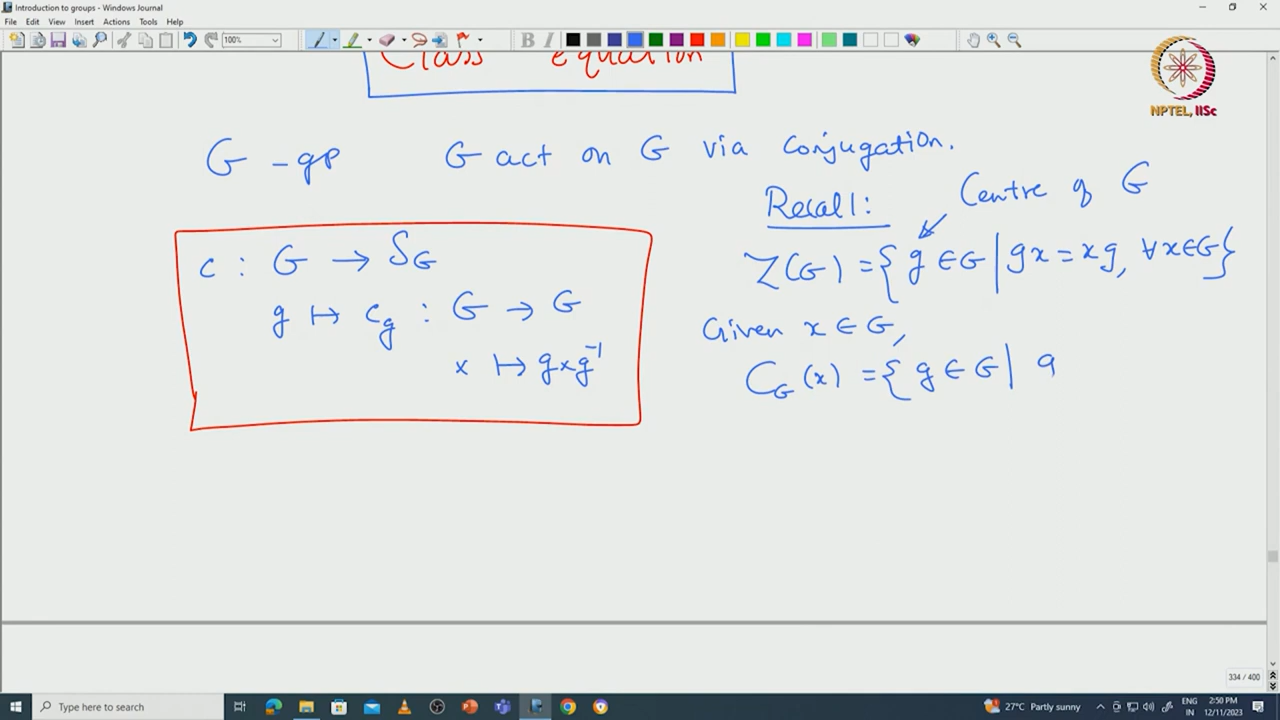 Introduction to groups - Windows Journal
File Edit View Insert Actions Tools Help
100%
B I
NPTEL, IISc
Class equation
G - gp G act on G via conjugation.
Recall: Centre of G
Z(G) = { g ∈ G | gx = xg, ∀x∈G }
c : G → S_G
g ↦ c_g : G → G
x ↦ gxg⁻¹
Given x ∈ G,
C_G(x) = { g ∈ G | g
334 / 400
Type here to search
27°C Partly sunny
ENG
IN
2:50 PM
12/11/2023